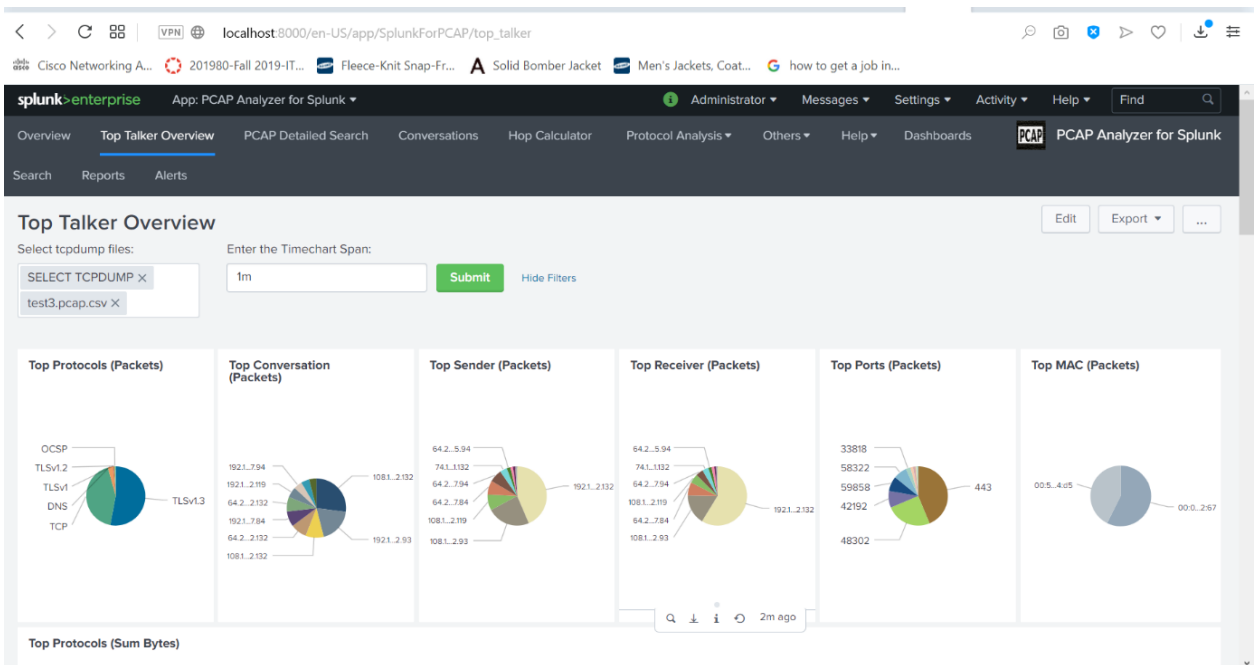 VPN localhost:8000/en-US/app/SplunkForPCAP/top_talker
Cisco Networking A... 201980-Fall 2019-IT... Fleece-Knit Snap-Fr... Solid Bomber Jacket Men's Jackets, Coat... how to get a job in...
splunk>enterprise App: PCAP Analyzer for Splunk Administrator Messages Settings Activity Help Find
Overview Top Talker Overview PCAP Detailed Search Conversations Hop Calculator Protocol Analysis Others Help Dashboards PCAP PCAP Analyzer for Splunk
Search Reports Alerts
Top Talker Overview Edit Export ...
Select tcpdump files: Enter the Timechart Span:
SELECT TCPDUMP × 1m Submit Hide Filters
test3.pcap.csv ×
Top Protocols (Packets)
OCSP
TLSv1.2
TLSv1
DNS
TCP
TLSv1.3
Top Conversation
(Packets)
192.1...7.94
192.1...2.119
64.2...2.132
192.1...7.84
64.2...2.132
108.1...2.132
108.1...2.132
192.1...2.93
Top Sender (Packets)
64.2...5.94
74.1...1.132
64.2...7.94
64.2...7.84
108.1...2.119
108.1...2.93
192.1...2.132
Top Receiver (Packets)
64.2...5.94
74.1...1.132
64.2...7.94
108.1...2.119
64.2...7.84
108.1...2.93
192.1...2.132
Top Ports (Packets)
33818
58322
59858
42192
48302
443
Top MAC (Packets)
00:5...4:d5
00:0...2:67
2m ago
Top Protocols (Sum Bytes)